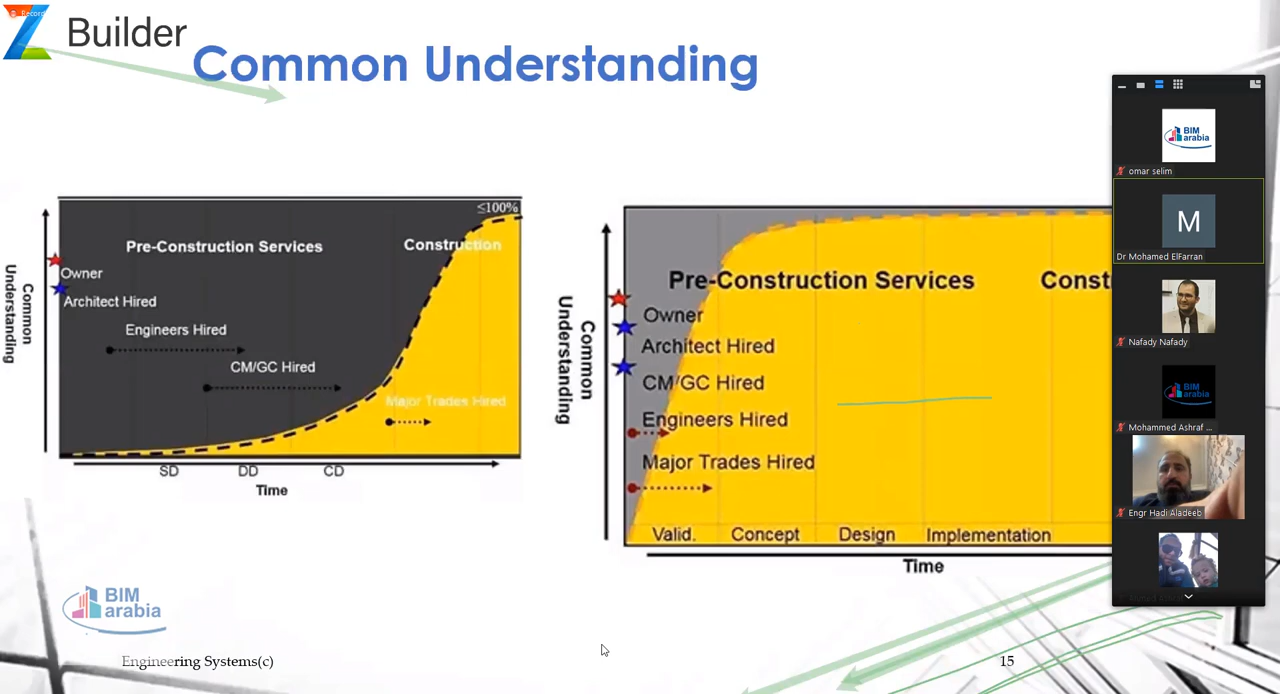 Record
Builder
Common Understanding
≤100%
Pre-Construction Services
Construction
Owner
Architect Hired
Engineers Hired
CM/GC Hired
Major Trades Hired
Common
Understanding
SD
DD
CD
Time
Pre-Construction Services
Const
Owner
Architect Hired
CM/GC Hired
Engineers Hired
Major Trades Hired
Common
Understanding
Valid.
Concept
Design
Implementation
Time
BIM
arabia
Engineering Systems(c)
15
BIM
arabia
omar selim
M
Dr Mohamed ElFarran
Nafady Nafady
BIM
arabia
Mohammed Ashraf ...
Engr Hadi Aladeeb